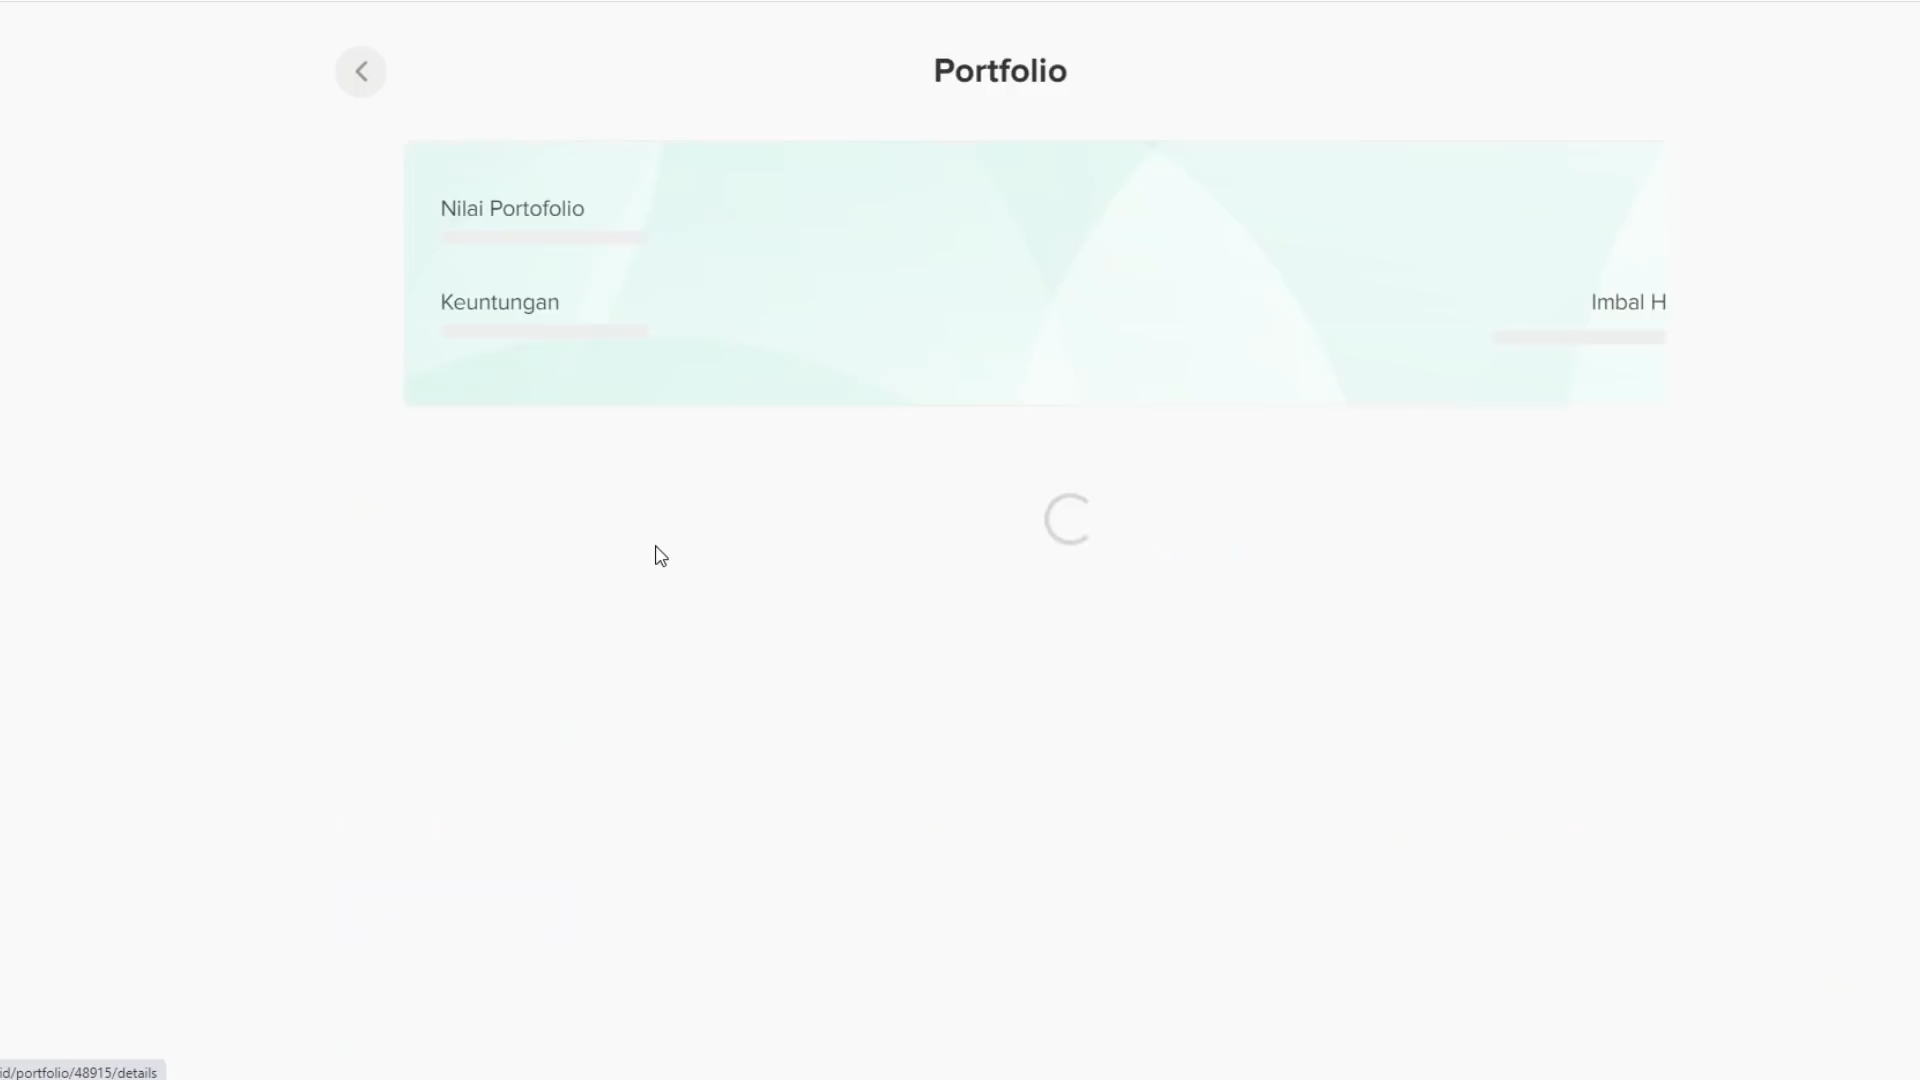 Portfolio
Nilai Portofolio
Keuntungan
Imbal H
id/portfolio/48915/details